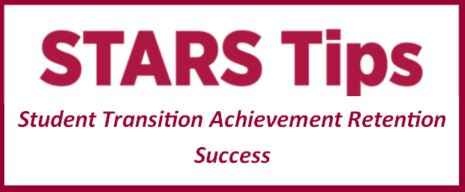 STARS Tips
Student Transition Achievement Retention
Success